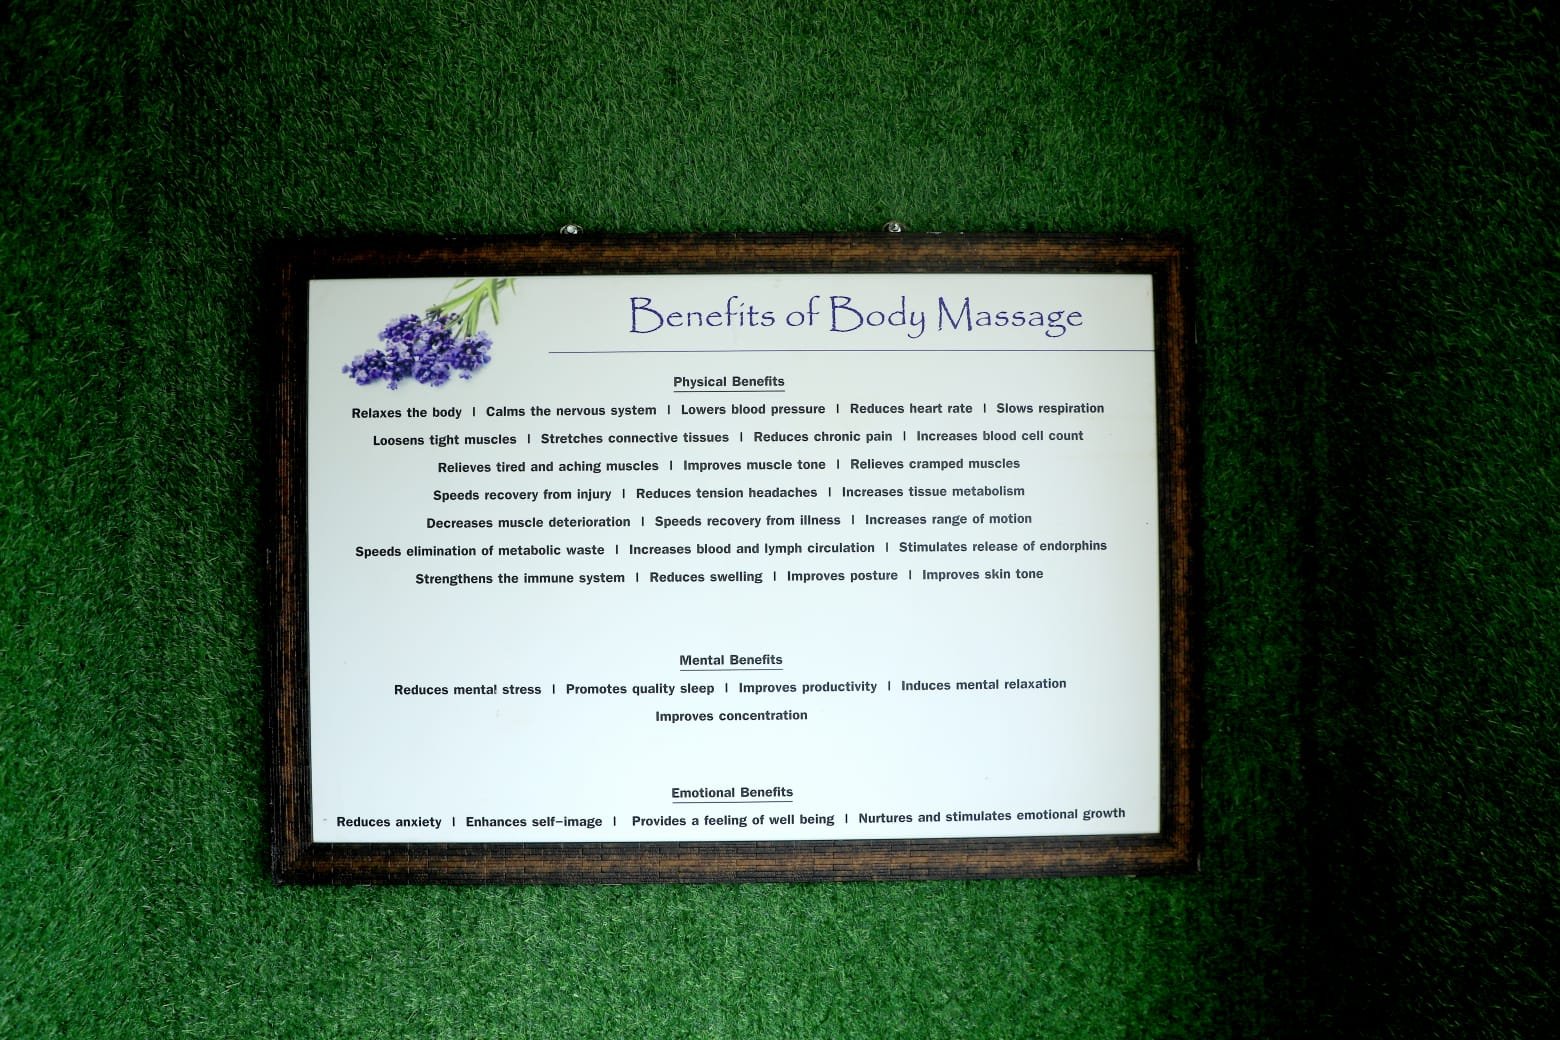 Benefits of Body Massage
Physical Benefits
Relaxes the body | Calms the nervous system | Lowers blood pressure | Reduces heart rate | Slows respiration
Loosens tight muscles | Stretches connective tissues | Reduces chronic pain | Increases blood cell count
Relieves tired and aching muscles | Improves muscle tone | Relieves cramped muscles
Speeds recovery from injury | Reduces tension headaches | Increases tissue metabolism
Decreases muscle deterioration | Speeds recovery from illness | Increases range of motion
Speeds elimination of metabolic waste | Increases blood and lymph circulation | Stimulates release of endorphins
Strengthens the immune system | Reduces swelling | Improves posture | Improves skin tone
Mental Benefits
Reduces mental stress | Promotes quality sleep | Improves productivity | Induces mental relaxation
Improves concentration
Emotional Benefits
Reduces anxiety | Enhances self-image | Provides a feeling of well being | Nurtures and stimulates emotional growth